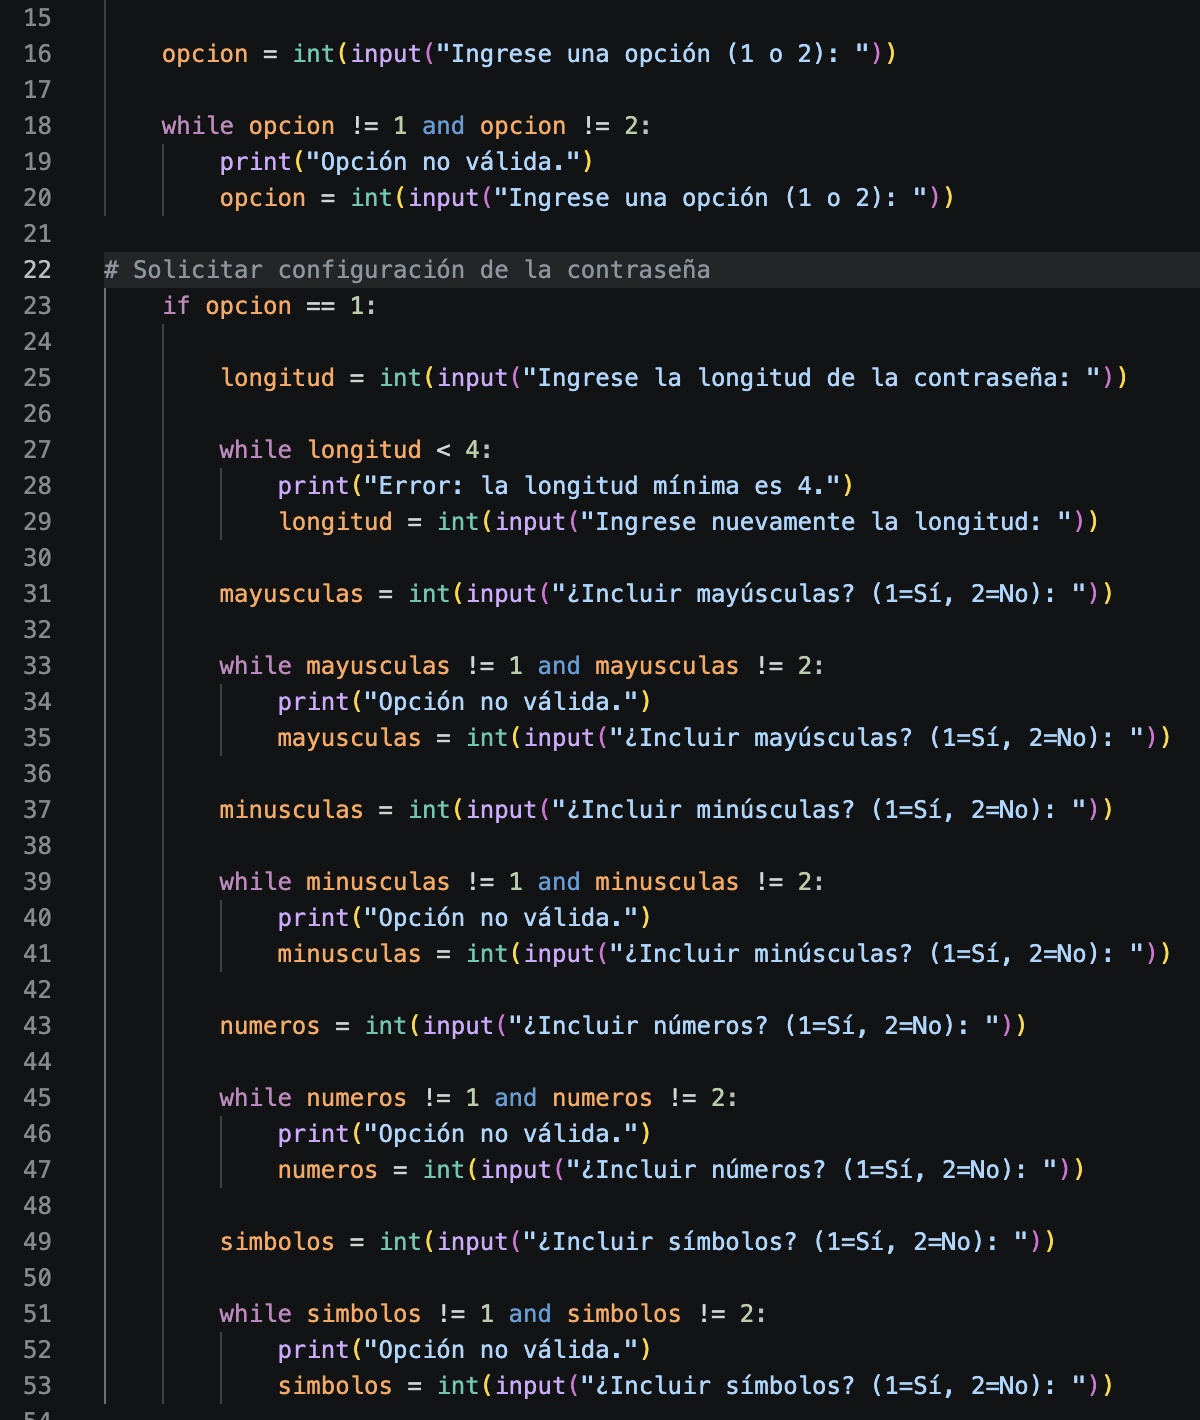 15
16 opcion = int(input("Ingrese una opción (1 o 2): "))
17
18 while opcion != 1 and opcion != 2:
19 print("Opción no válida.")
20 opcion = int(input("Ingrese una opción (1 o 2): "))
21
22 # Solicitar configuración de la contraseña
23 if opcion == 1:
24
25 longitud = int(input("Ingrese la longitud de la contraseña: "))
26
27 while longitud < 4:
28 print("Error: la longitud mínima es 4.")
29 longitud = int(input("Ingrese nuevamente la longitud: "))
30
31 mayusculas = int(input("¿Incluir mayúsculas? (1=Sí, 2=No): "))
32
33 while mayusculas != 1 and mayusculas != 2:
34 print("Opción no válida.")
35 mayusculas = int(input("¿Incluir mayúsculas? (1=Sí, 2=No): "))
36
37 minusculas = int(input("¿Incluir minúsculas? (1=Sí, 2=No): "))
38
39 while minusculas != 1 and minusculas != 2:
40 print("Opción no válida.")
41 minusculas = int(input("¿Incluir minúsculas? (1=Sí, 2=No): "))
42
43 numeros = int(input("¿Incluir números? (1=Sí, 2=No): "))
44
45 while numeros != 1 and numeros != 2:
46 print("Opción no válida.")
47 numeros = int(input("¿Incluir números? (1=Sí, 2=No): "))
48
49 simbolos = int(input("¿Incluir símbolos? (1=Sí, 2=No): "))
50
51 while simbolos != 1 and simbolos != 2:
52 print("Opción no válida.")
53 simbolos = int(input("¿Incluir símbolos? (1=Sí, 2=No): "))
54